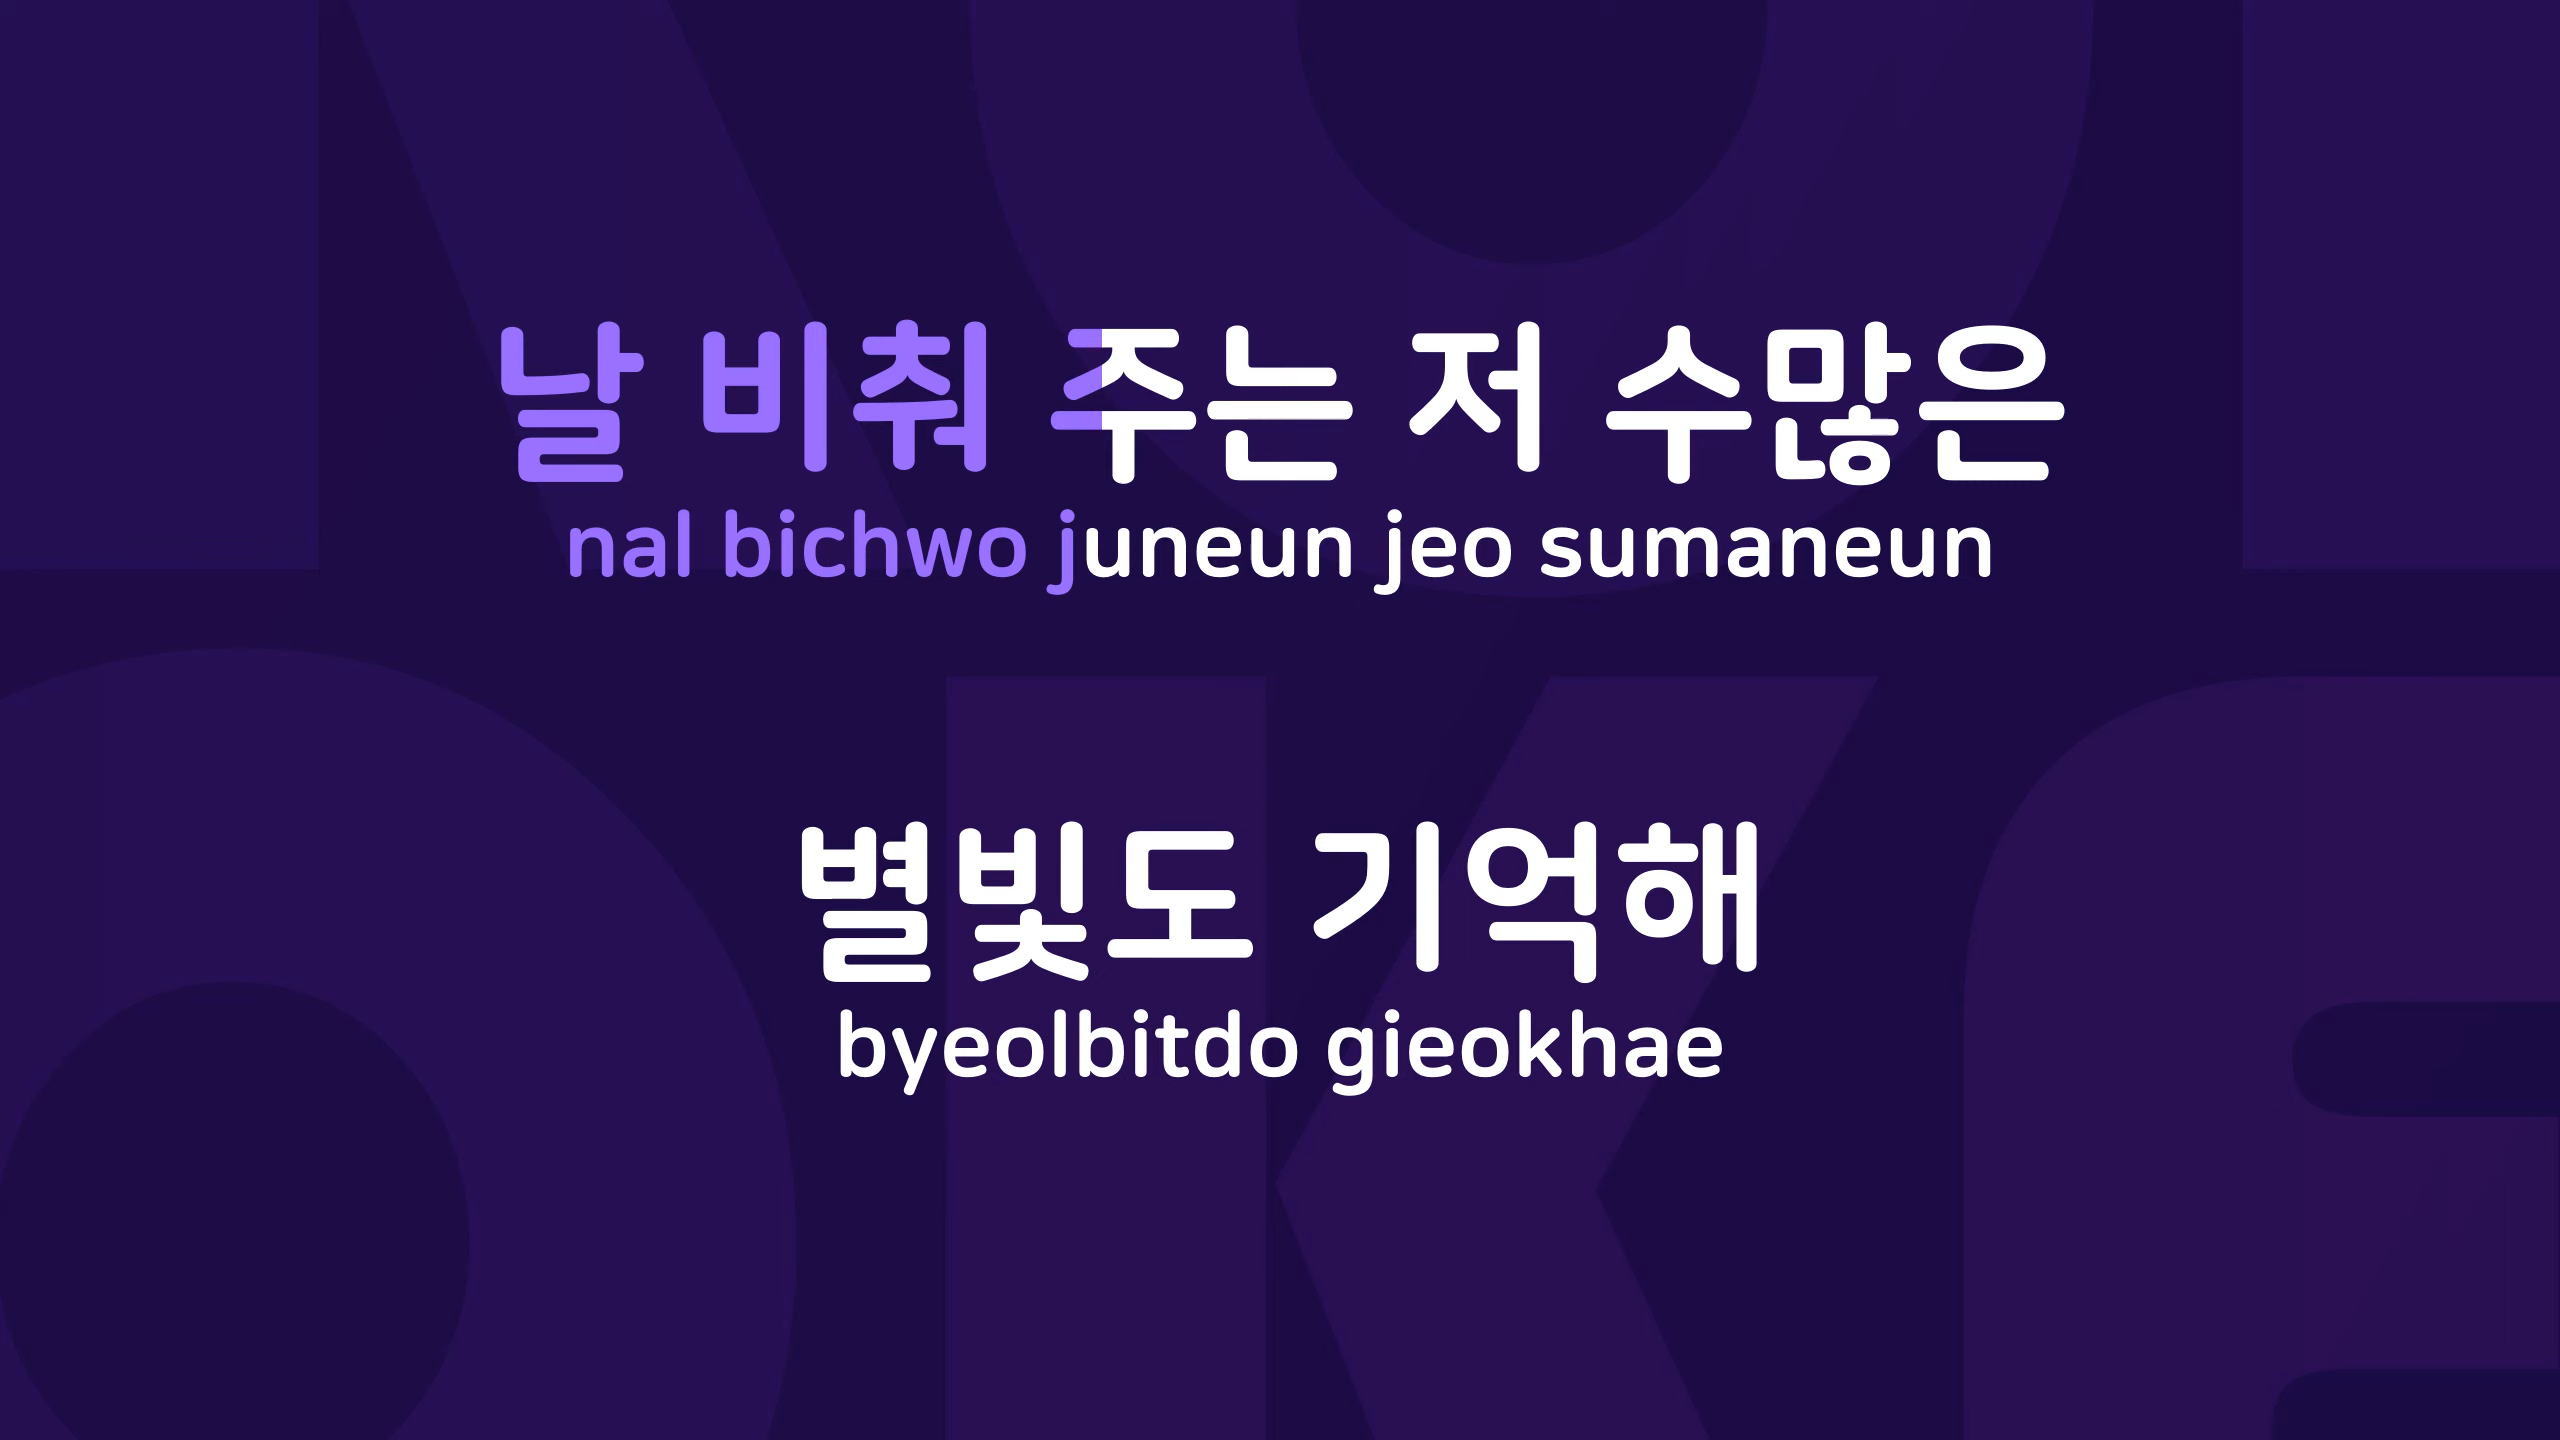 날 비춰 주는 저 수많은
nal bichwo juneun jeo sumaneun
별빛도 기억해
byeolbitdo gieokhae